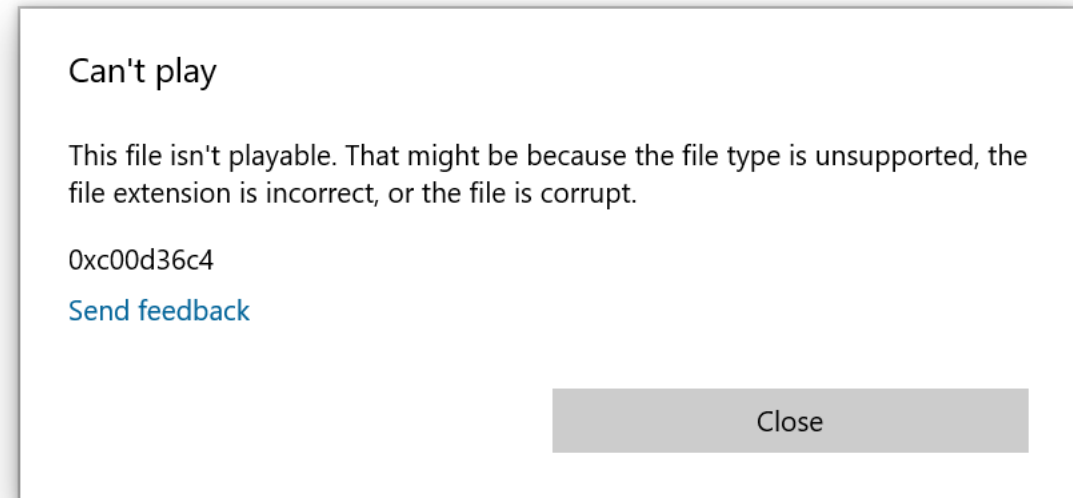 Can't play
This file isn't playable. That might be because the file type is unsupported, the
file extension is incorrect, or the file is corrupt.
0xc00d36c4
Send feedback
Close